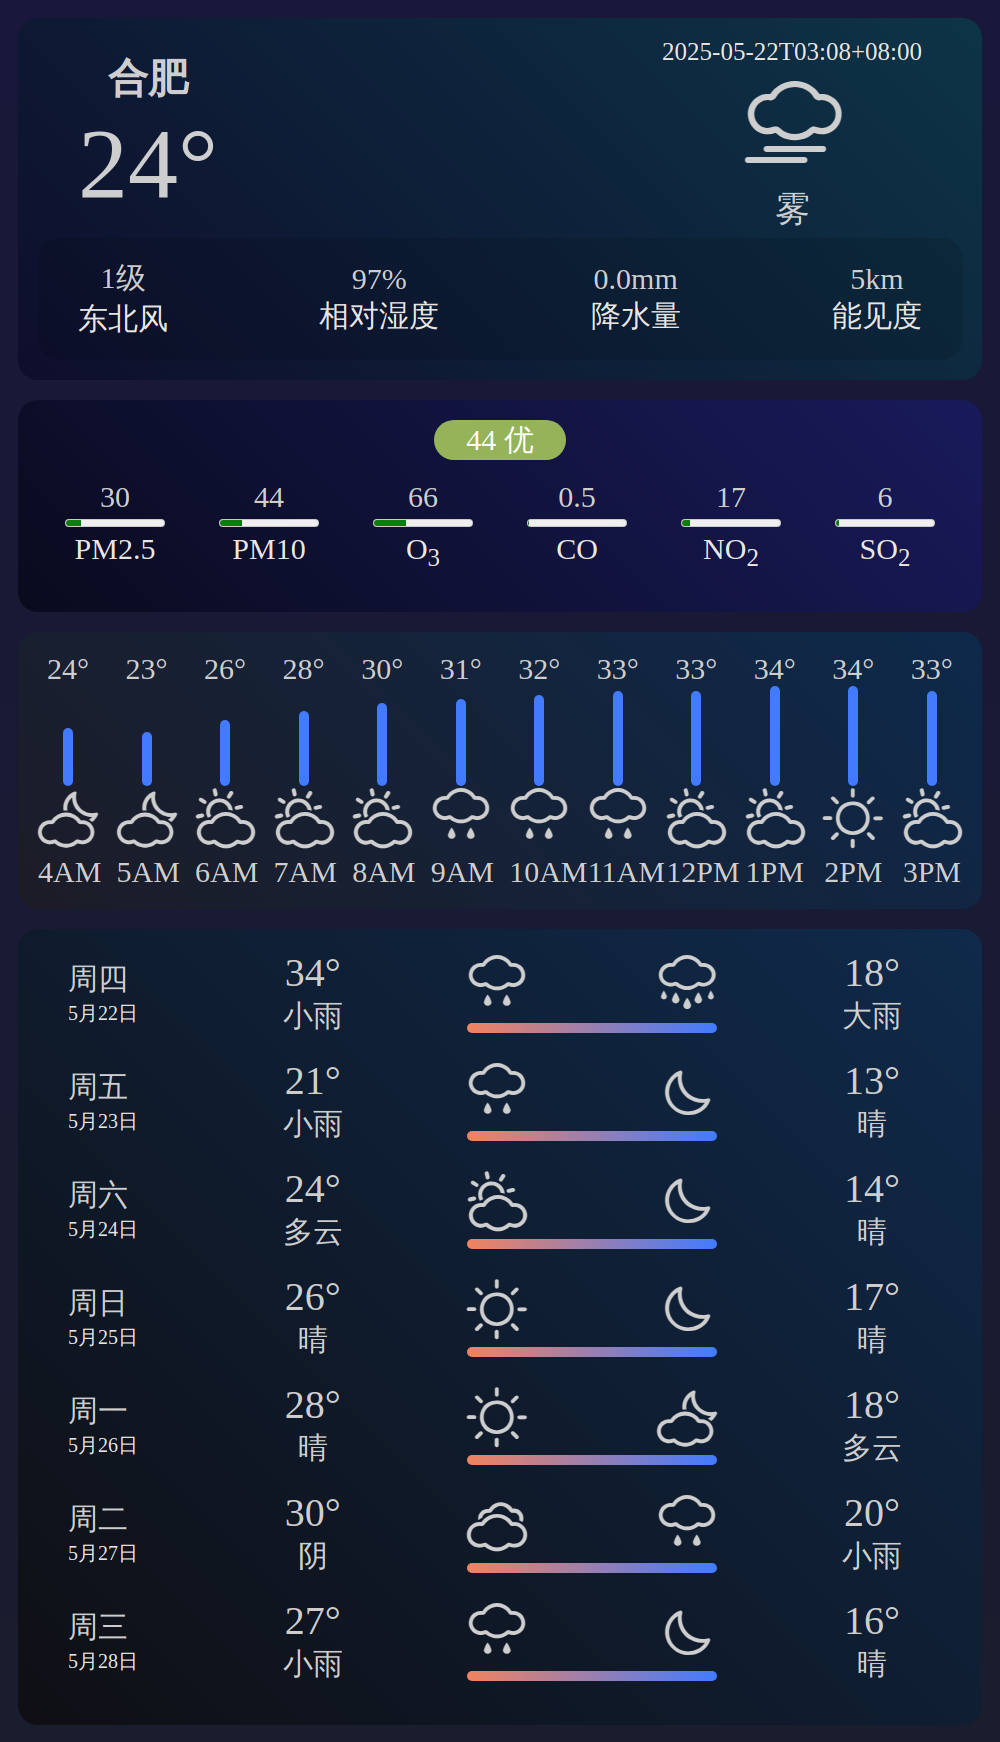 合肥
24°
2025-05-22T03:08+08:00
雾
1级 97% 0.0mm 5km
东北风 相对湿度 降水量 能见度
44 优
30 44 66 0.5 17 6
PM2.5 PM10 O3 CO NO2 SO2
24° 23° 26° 28° 30° 31° 32° 33° 33° 34° 34° 33°
4AM 5AM 6AM 7AM 8AM 9AM 10AM 11AM 12PM 1PM 2PM 3PM
周四 34° 18°
5月22日 小雨 大雨
周五 21° 13°
5月23日 小雨 晴
周六 24° 14°
5月24日 多云 晴
周日 26° 17°
5月25日 晴 晴
周一 28° 18°
5月26日 晴 多云
周二 30° 20°
5月27日 阴 小雨
周三 27° 16°
5月28日 小雨 晴